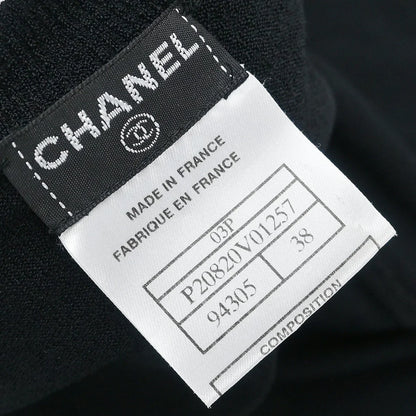 CHANEL
MADE IN FRANCE
FABRIQUE EN FRANCE
03P
P20820V01257
94305 38
COMPOSITION